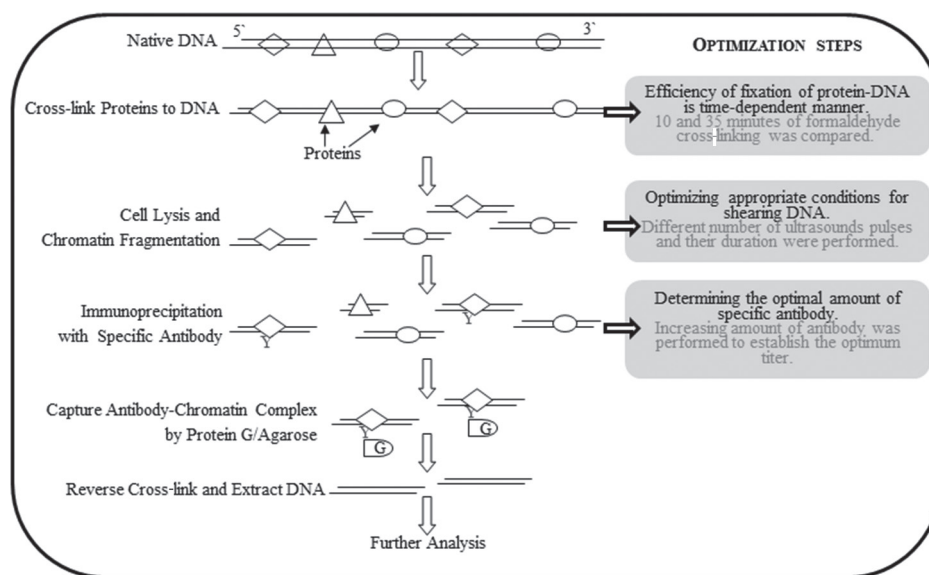 5` 3`
Native DNA
OPTIMIZATION STEPS
Cross-link Proteins to DNA
Efficiency of fixation of protein-DNA
is time-dependent manner.
10 and 35 minutes of formaldehyde
cross-linking was compared.
Proteins
Cell Lysis and
Chromatin Fragmentation
Optimizing appropriate conditions for
shearing DNA.
Different number of ultrasounds pulses
and their duration were performed.
Immunoprecipitation
with Specific Antibody
Y
Y
Determining the optimal amount of
specific antibody.
Increasing amount of antibody was
performed to establish the optimum
titer.
Capture Antibody-Chromatin Complex
by Protein G/Agarose
Y
G
Y
G
Reverse Cross-link and Extract DNA
Further Analysis